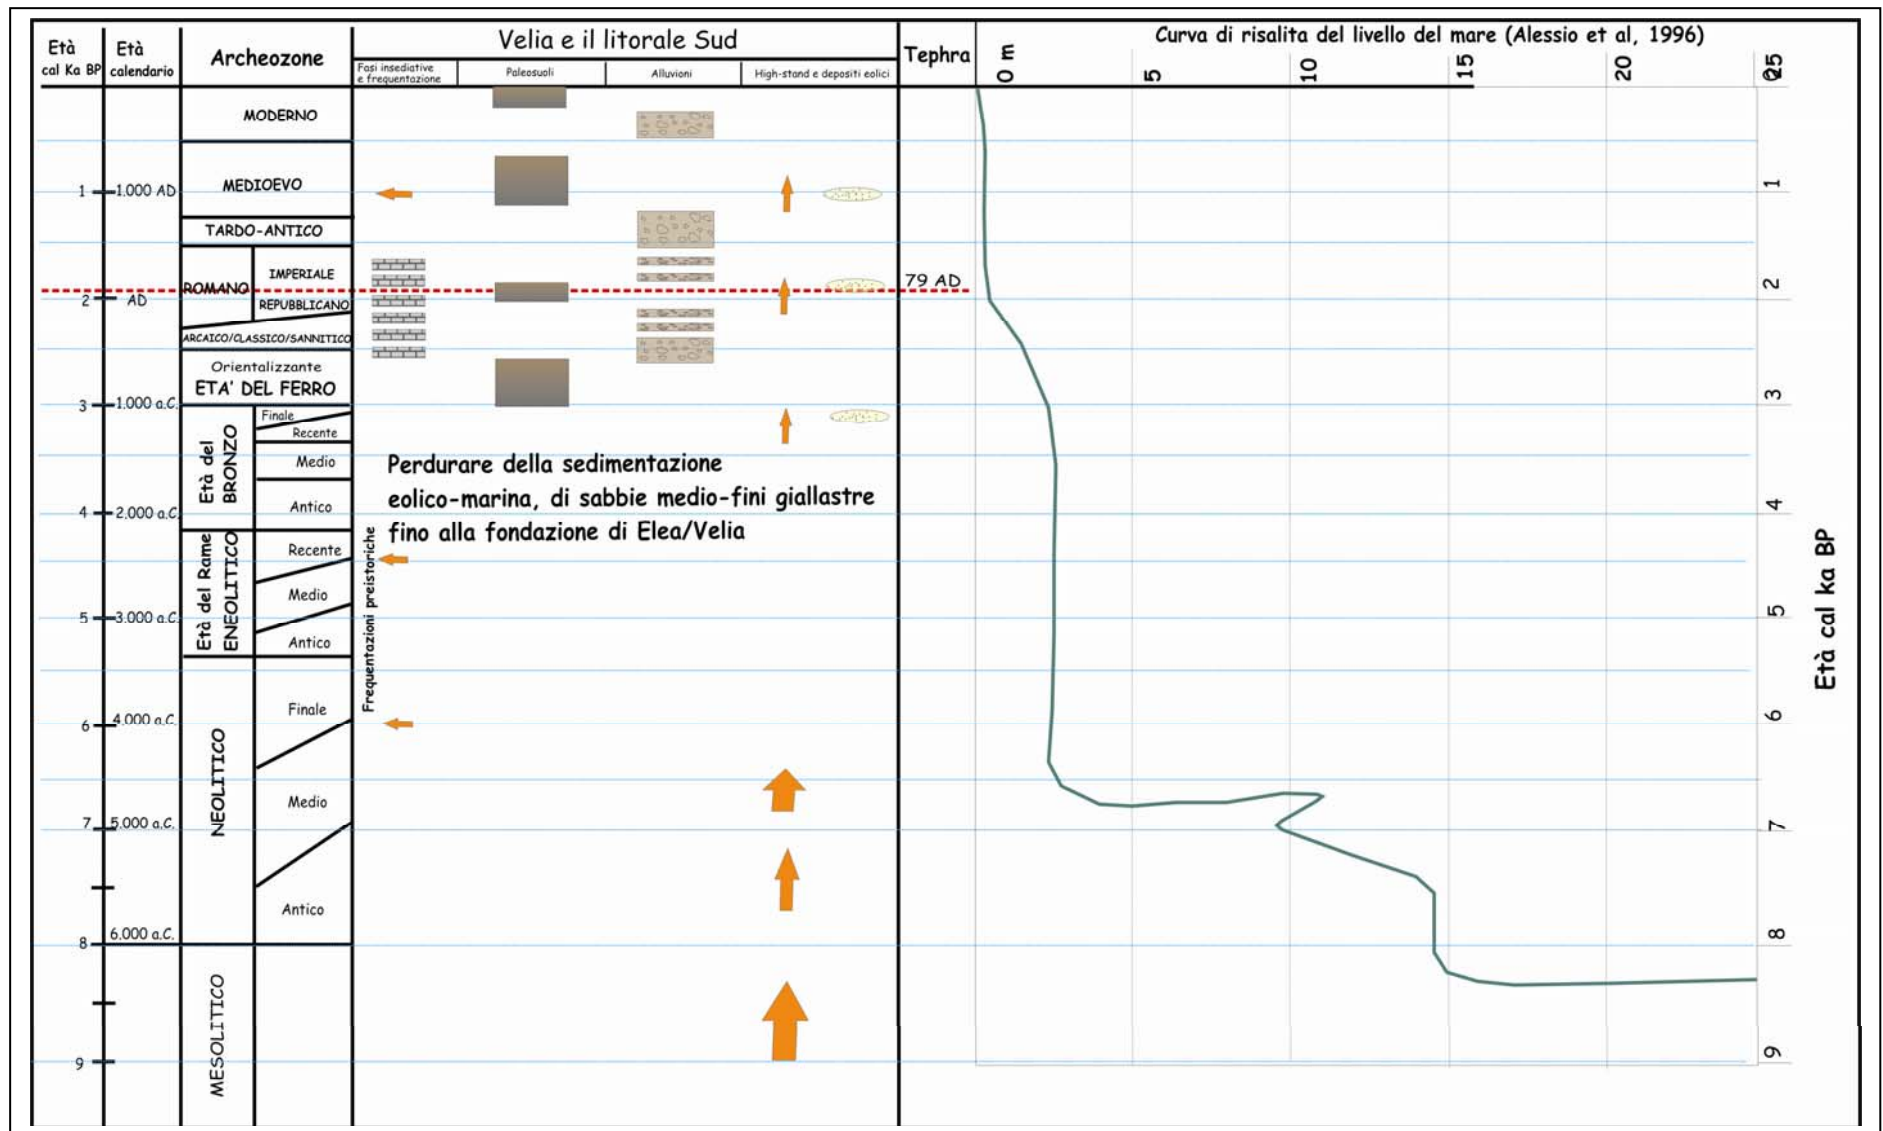 Età
cal Ka BP
Età
calendario
Archeozone
Velia e il litorale Sud
Fasi insediative
e frequentazione
Paleosuoli
Alluvioni
High-stand e depositi eolici
Tephra
Curva di risalita del livello del mare (Alessio et al, 1996)
0 m
5
10
15
20
25
MODERNO
MEDIOEVO
1
1.000 AD
1
TARDO-ANTICO
ROMANO
IMPERIALE
79 AD
2
AD
REPUBBLICANO
2
ARCAICO/CLASSICO/SANNITICO
Orientalizzante
ETA' DEL FERRO
3
1.000 a.C.
3
Età del
BRONZO
Finale
Recente
Medio
Antico
Perdurare della sedimentazione
eolico-marina, di sabbie medio-fini giallastre
fino alla fondazione di Elea/Velia
4
2.000 a.C.
4
Età del Rame
ENEOLITICO
Recente
Medio
Antico
Frequentazioni preistoriche
5
3.000 a.C.
5
Età cal ka BP
NEOLITICO
Finale
6
4.000 a.C.
6
Medio
7
5.000 a.C.
7
Antico
8
6.000 a.C.
8
MESOLITICO
9
9